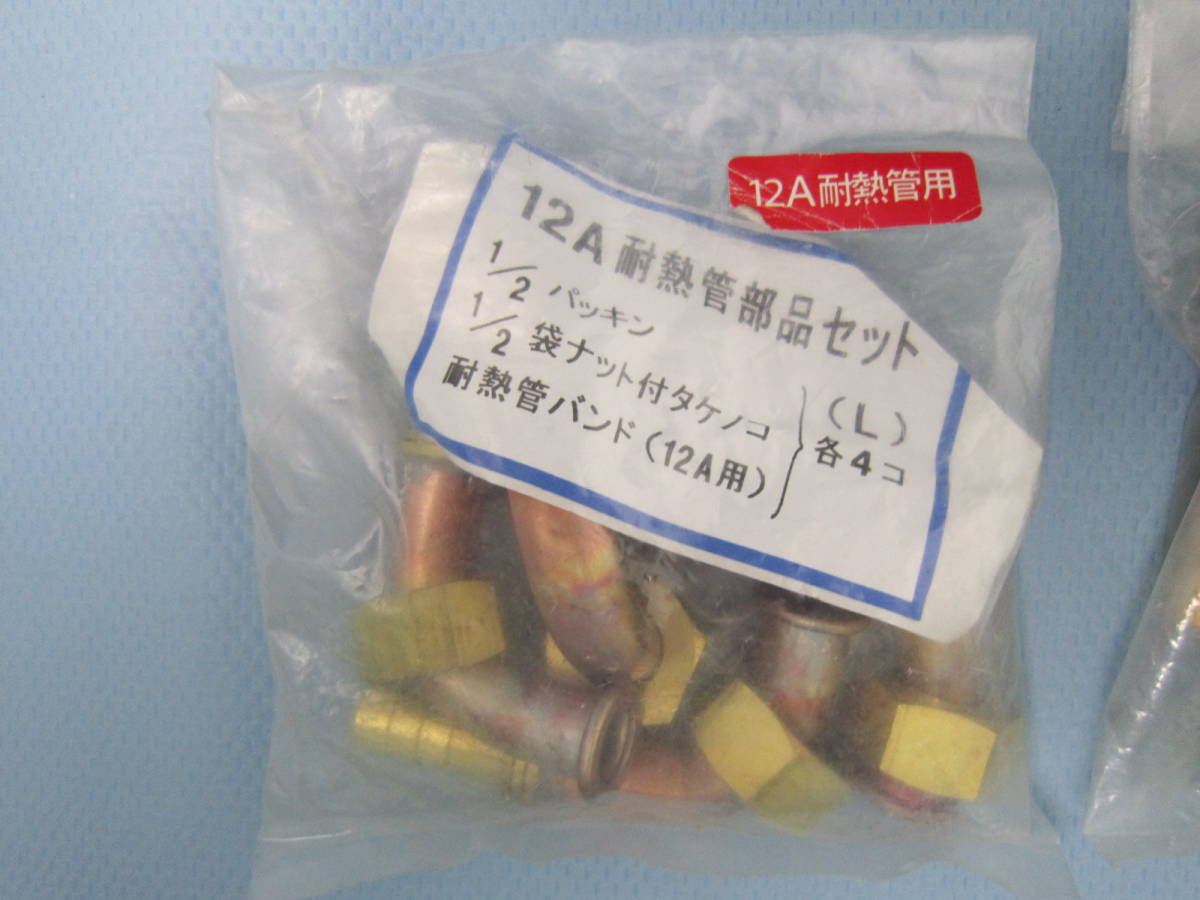 12A耐熱管用
12A 耐熱管部品セット
1/2 パッキン
1/2 袋ナット付タケノコ
耐熱管バンド(12A用)
(L)
各4コ